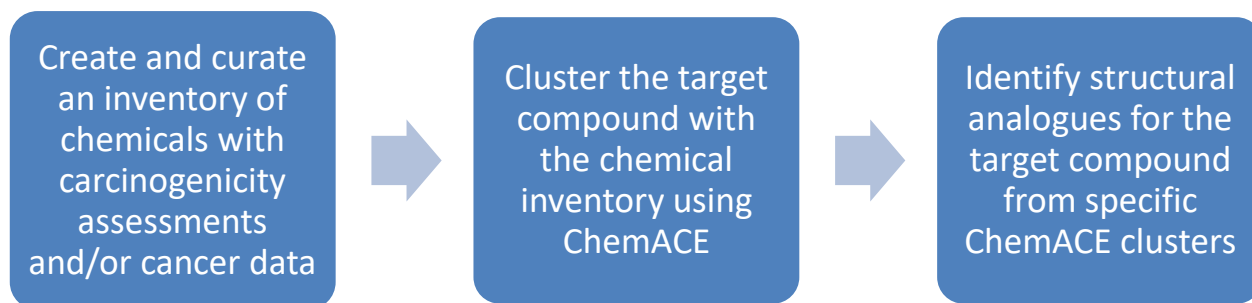 Create and curate
an inventory of
chemicals with
carcinogenicity
assessments
and/or cancer data
Cluster the target
compound with
the chemical
inventory using
ChemACE
Identify structural
analogues for the
target compound
from specific
ChemACE clusters